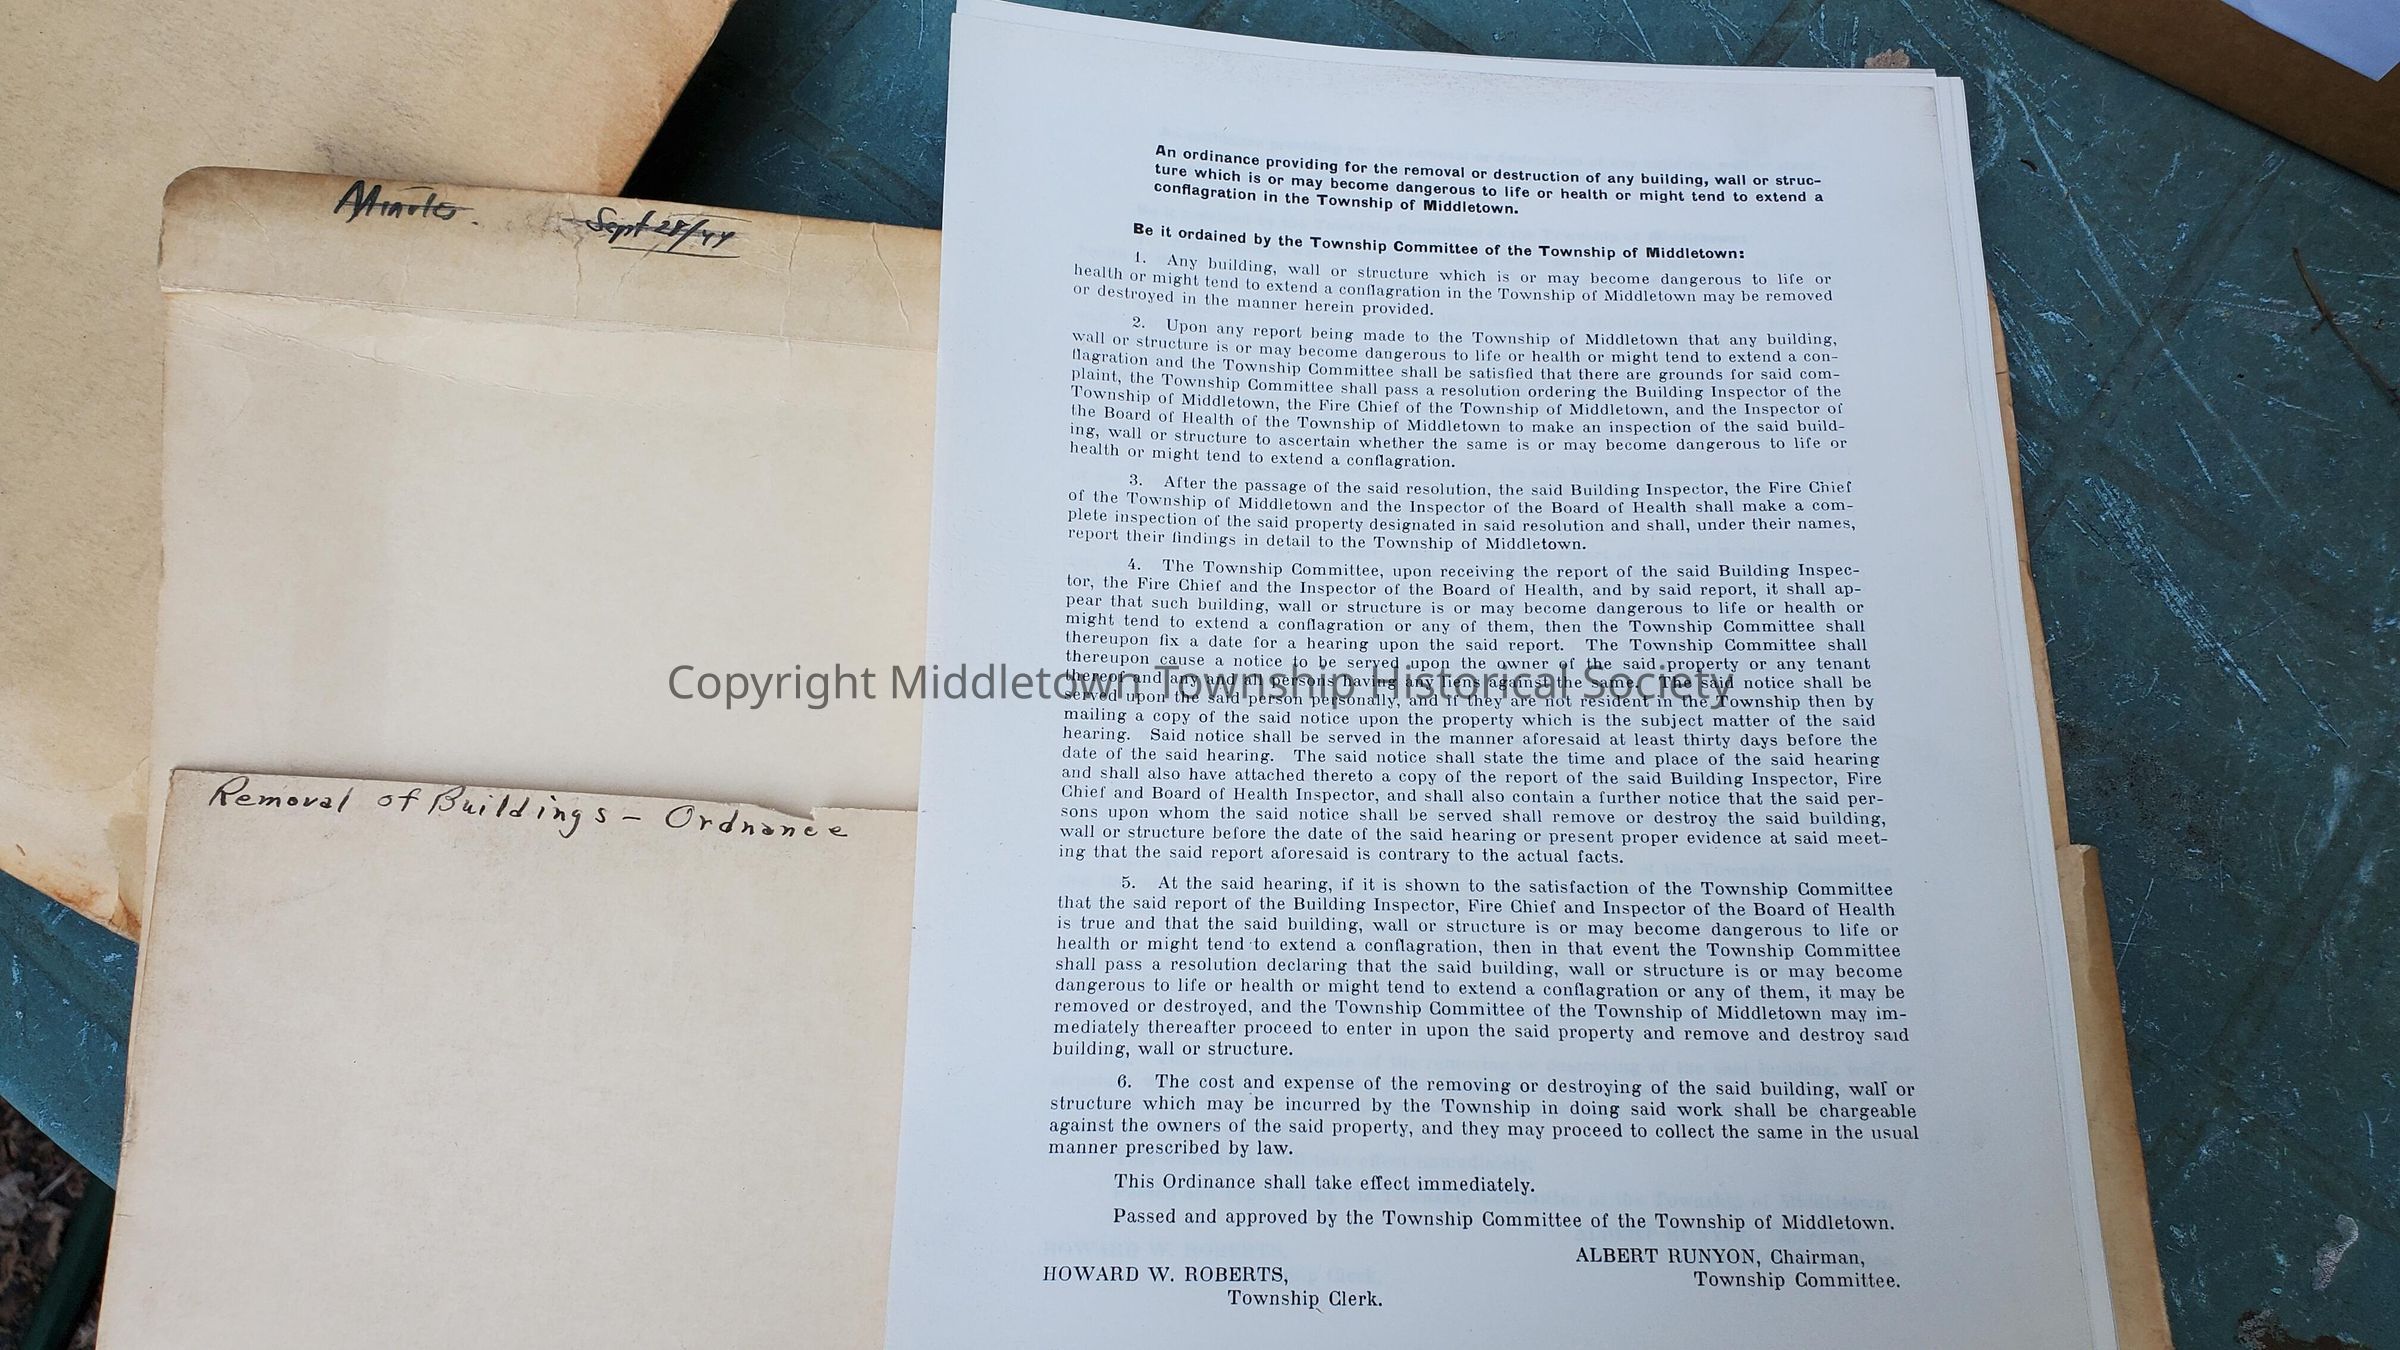 Minutes. Sept 28/44
Removal of Buildings - Ordnance
An ordinance providing for the removal or destruction of any building, wall or struc-
ture which is or may become dangerous to life or health or might tend to extend a
conflagration in the Township of Middletown.
Be it ordained by the Township Committee of the Township of Middletown:
1. Any building, wall or structure which is or may become dangerous to life or
health or might tend to extend a conflagration in the Township of Middletown may be removed
or destroyed in the manner herein provided.
2. Upon any report being made to the Township of Middletown that any building,
wall or structure is or may become dangerous to life or health or might tend to extend a con-
flagration and the Township Committee shall be satisfied that there are grounds for said com-
plaint, the Township Committee shall pass a resolution ordering the Building Inspector of the
Township of Middletown, the Fire Chief of the Township of Middletown, and the Inspector of
the Board of Health of the Township of Middletown to make an inspection of the said build-
ing, wall or structure to ascertain whether the same is or may become dangerous to life or
health or might tend to extend a conflagration.
3. After the passage of the said resolution, the said Building Inspector, the Fire Chief
of the Township of Middletown and the Inspector of the Board of Health shall make a com-
plete inspection of the said property designated in said resolution and shall, under their names,
report their findings in detail to the Township of Middletown.
4. The Township Committee, upon receiving the report of the said Building Inspec-
tor, the Fire Chief and the Inspector of the Board of Health, and by said report, it shall ap-
pear that such building, wall or structure is or may become dangerous to life or health or
might tend to extend a conflagration or any of them, then the Township Committee shall
thereupon fix a date for a hearing upon the said report. The Township Committee shall
thereupon cause a notice to be served upon the owner of the said property or any tenant
thereof and any and all persons having any liens against the same. The said notice shall be
Copyright Middletown Township Historical Society
served upon the said person personally, and if they are not resident in the Township then by
mailing a copy of the said notice upon the property which is the subject matter of the said
hearing. Said notice shall be served in the manner aforesaid at least thirty days before the
date of the said hearing. The said notice shall state the time and place of the said hearing
and shall also have attached thereto a copy of the report of the said Building Inspector, Fire
Chief and Board of Health Inspector, and shall also contain a further notice that the said per-
sons upon whom the said notice shall be served shall remove or destroy the said building,
wall or structure before the date of the said hearing or present proper evidence at said meet-
ing that the said report aforesaid is contrary to the actual facts.
5. At the said hearing, if it is shown to the satisfaction of the Township Committee
that the said report of the Building Inspector, Fire Chief and Inspector of the Board of Health
is true and that the said building, wall or structure is or may become dangerous to life or
health or might tend to extend a conflagration, then in that event the Township Committee
shall pass a resolution declaring that the said building, wall or structure is or may become
dangerous to life or health or might tend to extend a conflagration or any of them, it may be
removed or destroyed, and the Township Committee of the Township of Middletown may im-
mediately thereafter proceed to enter in upon the said property and remove and destroy said
building, wall or structure.
6. The cost and expense of the removing or destroying of the said building, wall or
structure which may be incurred by the Township in doing said work shall be chargeable
against the owners of the said property, and they may proceed to collect the same in the usual
manner prescribed by law.
This Ordinance shall take effect immediately.
Passed and approved by the Township Committee of the Township of Middletown.
ALBERT RUNYON, Chairman,
Township Committee.
HOWARD W. ROBERTS,
Township Clerk.